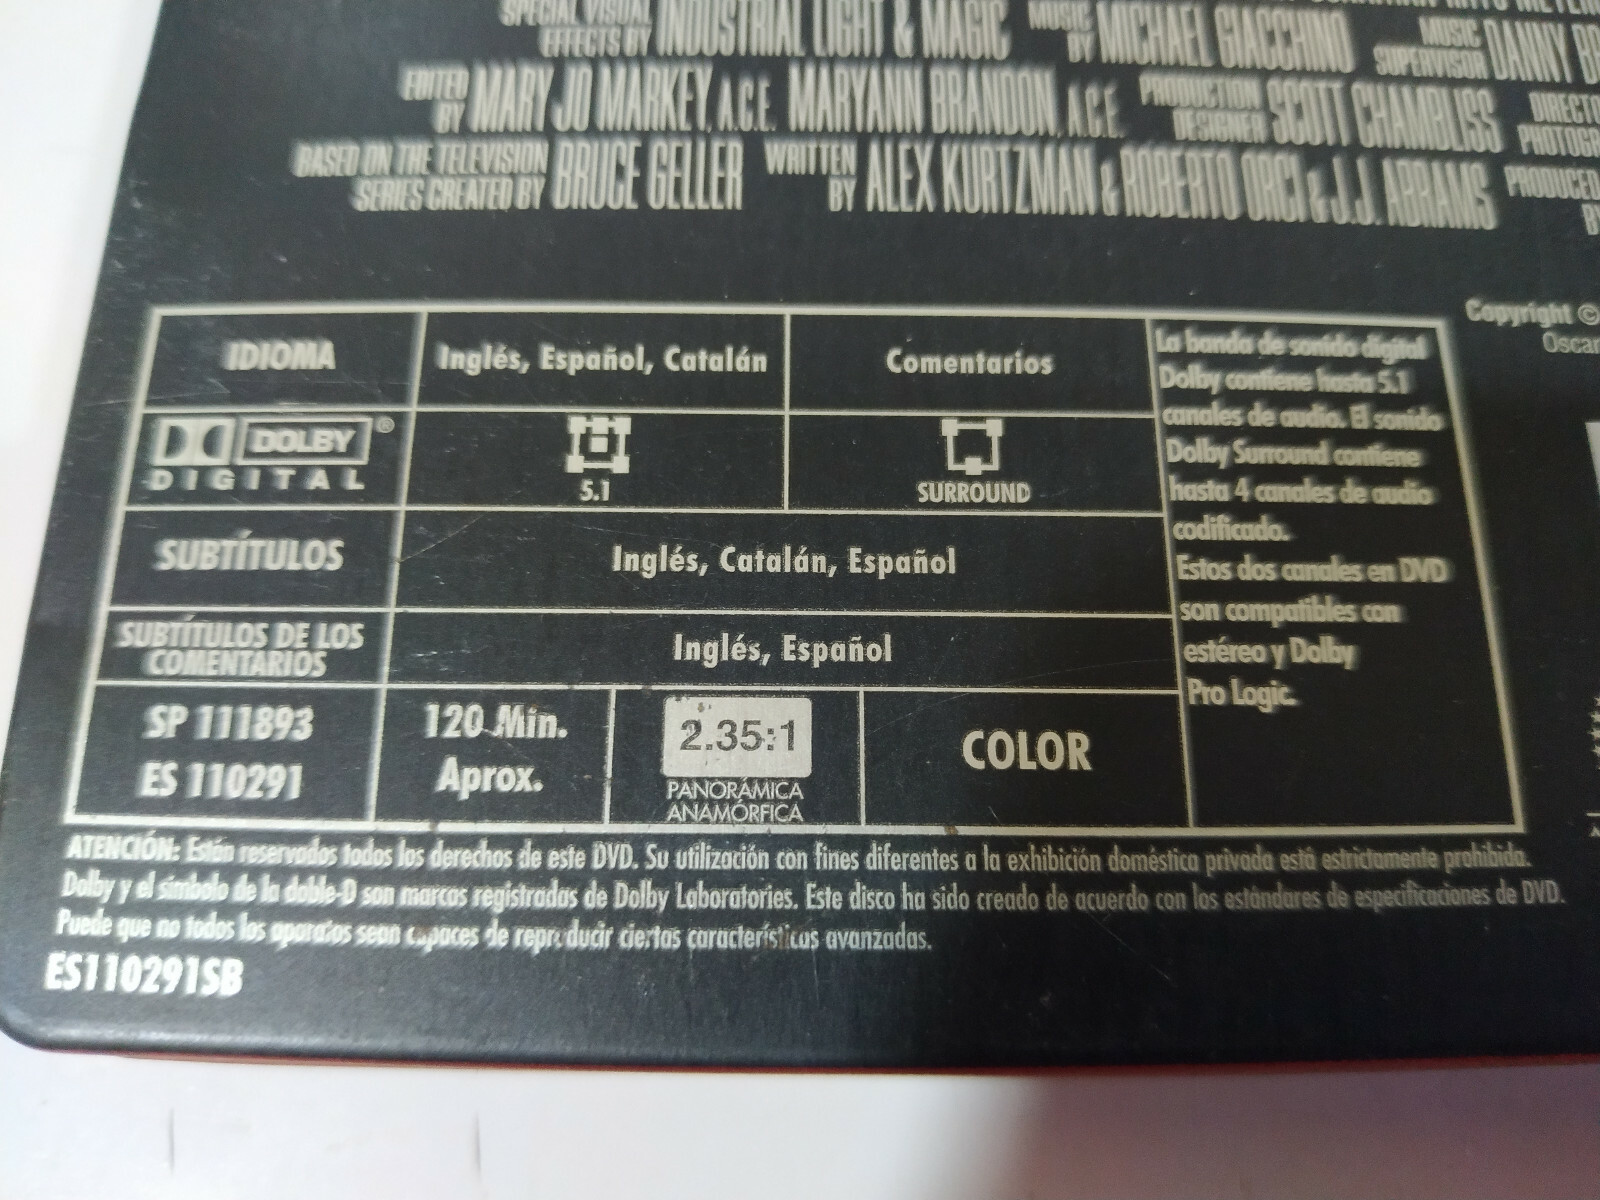 SPECIAL VISUAL EFFECTS BY INDUSTRIAL LIGHT & MAGIC MUSIC BY MICHAEL GIACCHINO MUSIC SUPERVISOR DANNY
EDITED BY MARY JO MARKEY, A.C.E. MARYANN BRANDON, A.C.E. PRODUCTION DESIGNER SCOTT CHAMBLISS
BASED ON THE TELEVISION SERIES CREATED BY BRUCE GELLER WRITTEN BY ALEX KURTZMAN & ROBERTO ORCI & J.J. ABRAMS PRODUCED BY
Copyright ©
Oscar
IDIOMA
Inglés, Español, Catalán
Comentarios
DOLBY®
DIGITAL
5.1
SURROUND
SUBTÍTULOS
Inglés, Catalán, Español
SUBTÍTULOS DE LOS
COMENTARIOS
Inglés, Español
SP 111893
ES 110291
120 Min.
Aprox.
2.35:1
PANORÁMICA
ANAMÓRFICA
COLOR
La banda de sonido digital
Dolby contiene hasta 5.1
canales de audio. El sonido
Dolby Surround contiene
hasta 4 canales de audio
codificado.
Estos dos canales en DVD
son compatibles con
estéreo y Dolby
Pro Logic.
ATENCIÓN: Están reservados todos los derechos de este DVD. Su utilización con fines diferentes a la exhibición doméstica privada está estrictamente prohibida.
Dolby y el símbolo de la doble-D son marcas registradas de Dolby Laboratories. Este disco ha sido creado de acuerdo con los estándares de especificaciones de DVD.
Puede que no todos los aparatos sean capaces de reproducir ciertas características avanzadas.
ES110291SB